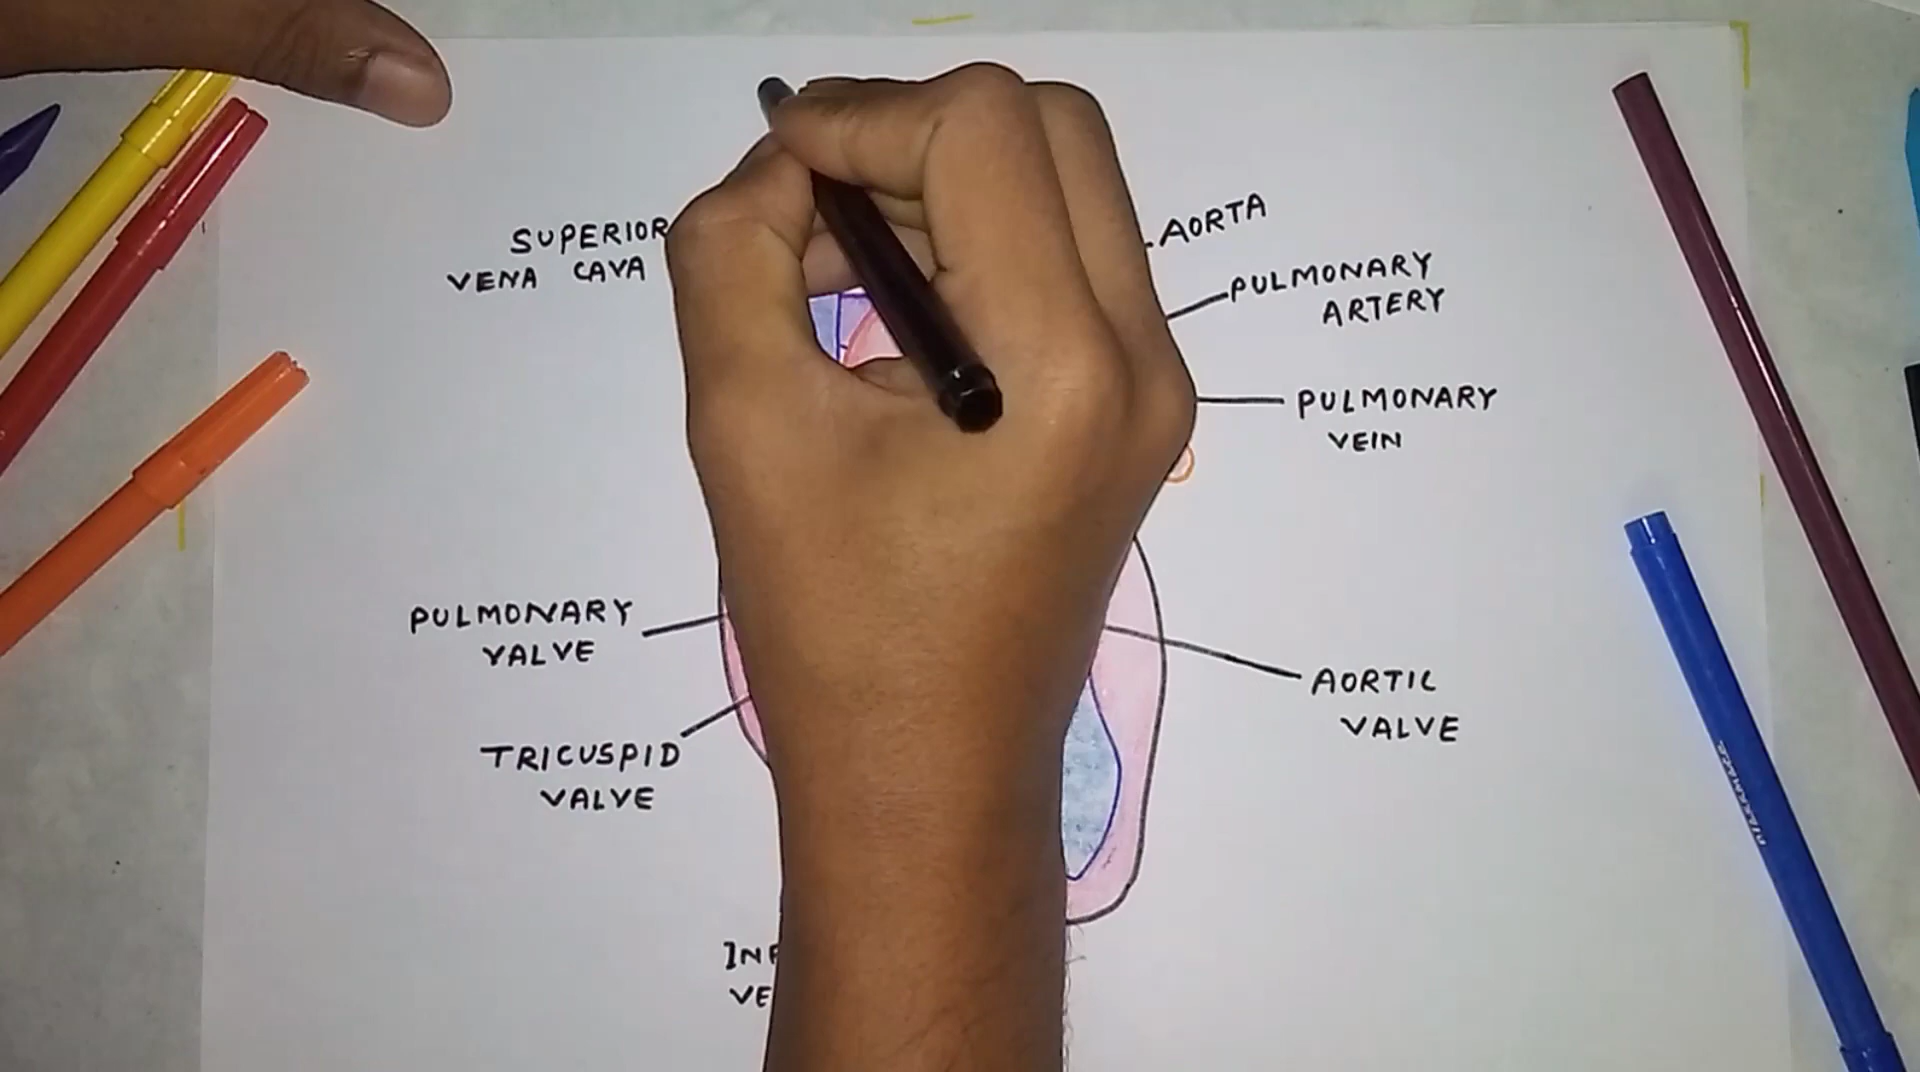 SUPERIOR
VENA CAVA
AORTA
PULMONARY
ARTERY
PULMONARY
VEIN
PULMONARY
VALVE
TRICUSPID
VALVE
AORTIC
VALVE